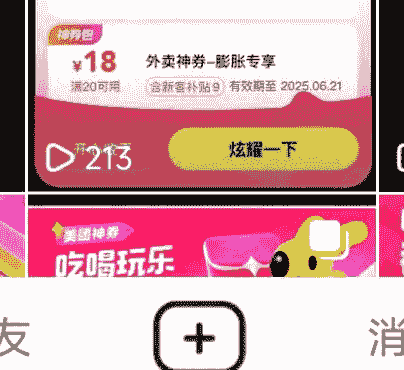 神券包
¥18 外卖神券-膨胀专享
满20可用 含新客补贴9 有效期至 2025.06.21
炫耀一下
213
美团神券
吃喝玩乐
友
消